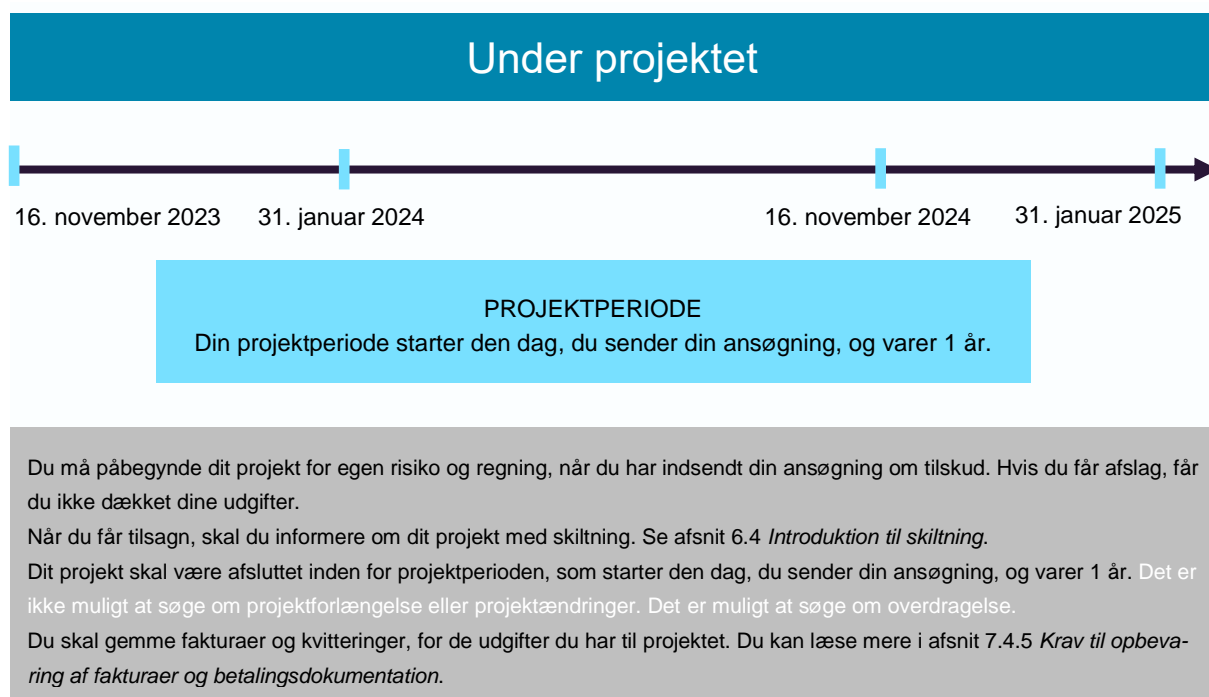 Under projektet
16. november 2023 31. januar 2024 16. november 2024 31. januar 2025
PROJEKTPERIODE
Din projektperiode starter den dag, du sender din ansøgning, og varer 1 år.
Du må påbegynde dit projekt for egen risiko og regning, når du har indsendt din ansøgning om tilskud. Hvis du får afslag, får
du ikke dækket dine udgifter.
Når du får tilsagn, skal du informere om dit projekt med skiltning. Se afsnit 6.4 Introduktion til skiltning.
Dit projekt skal være afsluttet inden for projektperioden, som starter den dag, du sender din ansøgning, og varer 1 år. Det er
ikke muligt at søge om projektforlængelse eller projektændringer. Det er muligt at søge om overdragelse.
Du skal gemme fakturaer og kvitteringer, for de udgifter du har til projektet. Du kan læse mere i afsnit 7.4.5 Krav til opbeva-
ring af fakturaer og betalingsdokumentation.